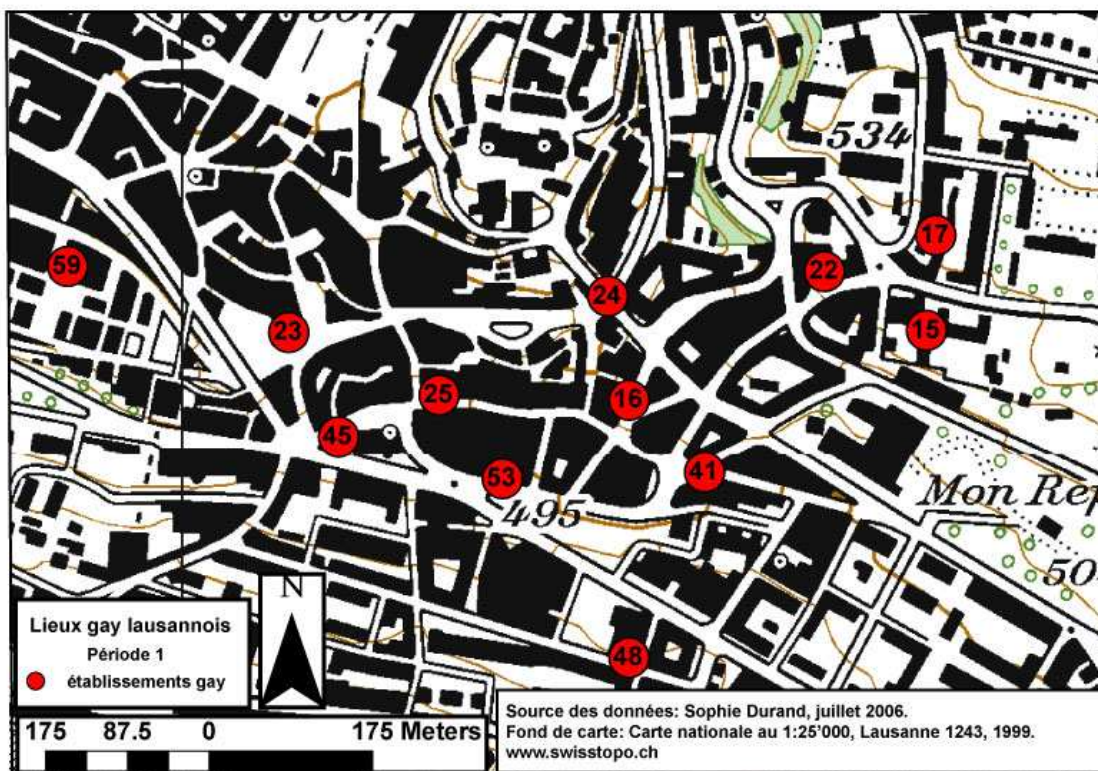 534
17
59
22
24
23
15
25
16
45
41
53
495
Mon Rep
504
48
N
Lieux gay lausannois
Période 1
établissements gay
175 87.5 0 175 Meters
Source des données: Sophie Durand, juillet 2006.
Fond de carte: Carte nationale au 1:25'000, Lausanne 1243, 1999.
www.swisstopo.ch